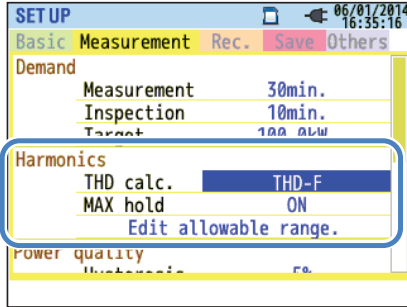 SET UP 06/01/2014
16:35:16
Basic Measurement Rec. Save Others
Demand
Measurement 30min.
Inspection 10min.
Target 100.0kW
Harmonics
THD calc. THD-F
MAX hold ON
Edit allowable range.
Power quality
Hysteresis 5%